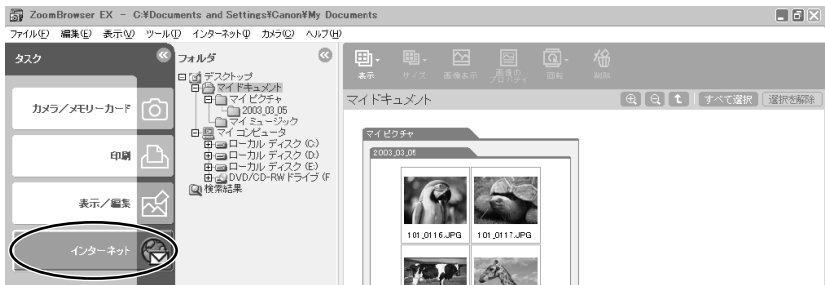 ZoomBrowser EX - C:¥Documents and Settings¥Canon¥My Documents
ファイル(F) 編集(E) 表示(V) ツール(T) インターネット(I) カメラ(C) ヘルプ(H)
タスク
カメラ／メモリーカード
印刷
表示／編集
インターネット
フォルダ
デスクトップ
マイ ドキュメント
マイ ピクチャ
2003_03_05
マイ ミュージック
マイ コンピュータ
ローカル ディスク (C:)
ローカル ディスク (D:)
ローカル ディスク (E:)
DVD/CD-RW ドライブ (F
検索結果
表示 サイズ 画像表示 画像のプロパティ 回転 削除
マイ ドキュメント
すべて選択 選択を解除
マイ ピクチャ
2003_03_05
101_0116.JPG 101_0117.JPG